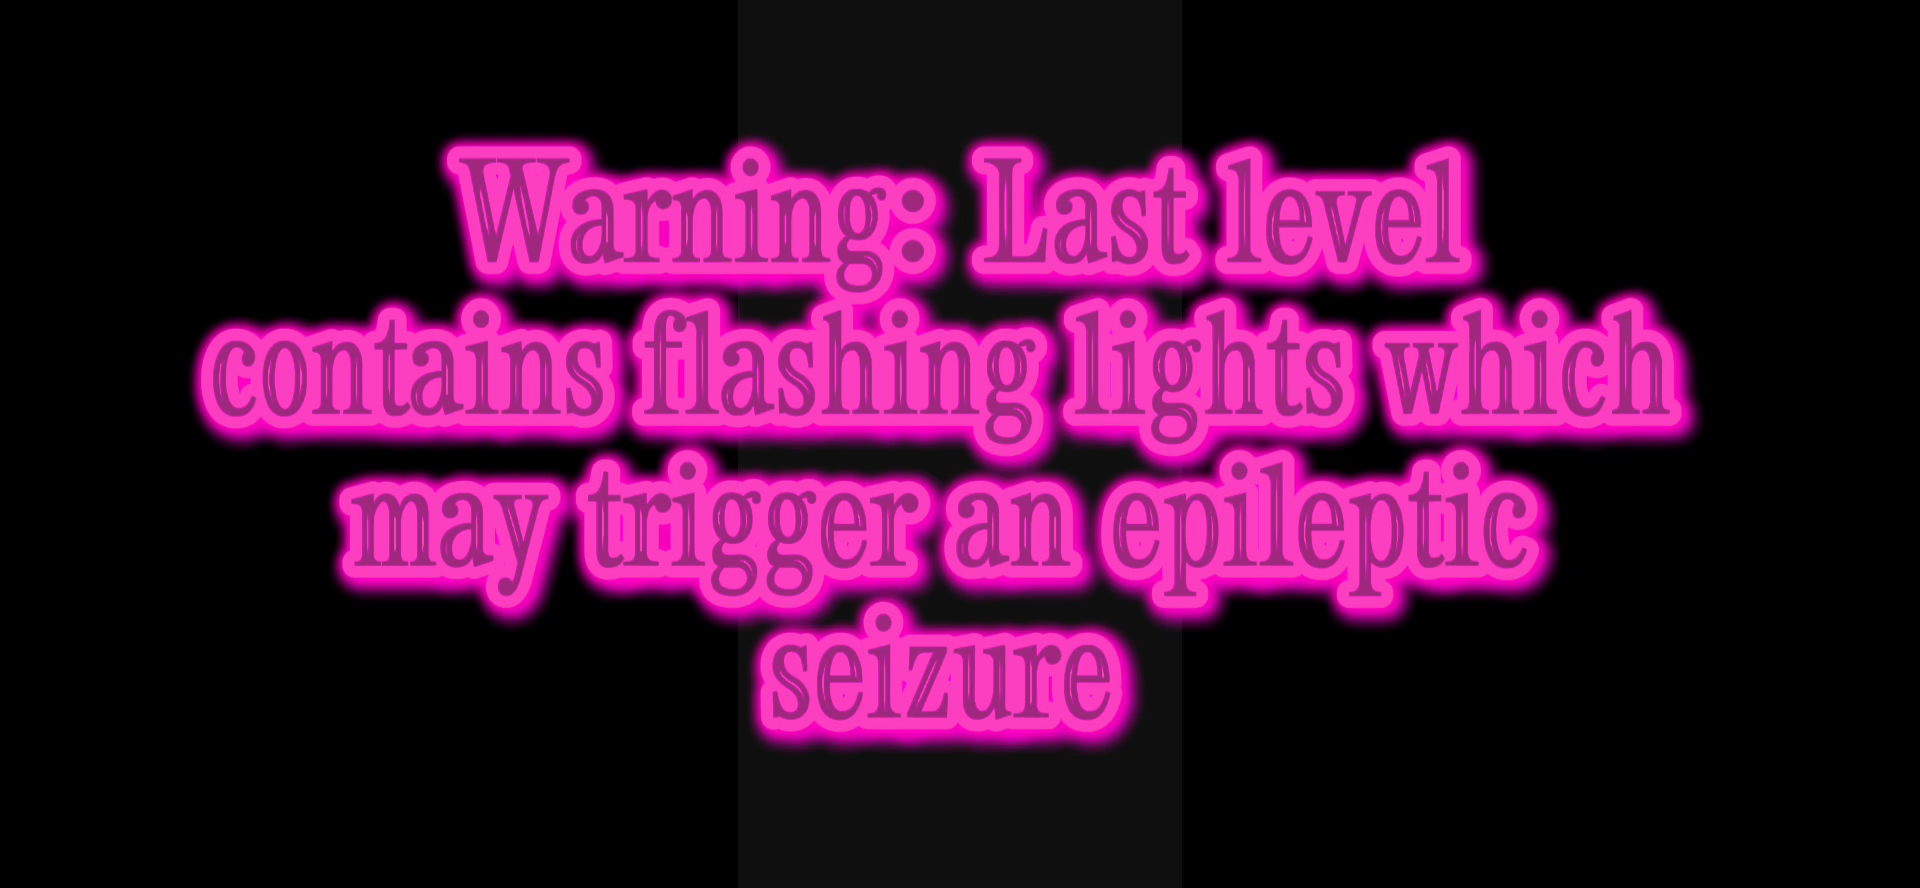 Warning: Last level
contains flashing lights which
may trigger an epileptic
seizure